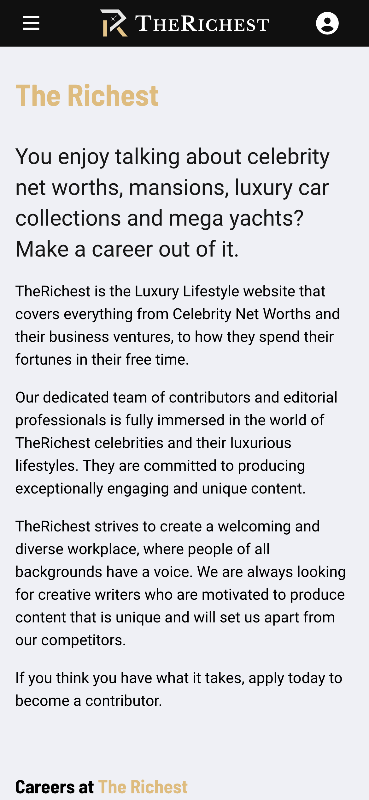 THERICHEST
The Richest
You enjoy talking about celebrity
net worths, mansions, luxury car
collections and mega yachts?
Make a career out of it.
TheRichest is the Luxury Lifestyle website that
covers everything from Celebrity Net Worths and
their business ventures, to how they spend their
fortunes in their free time.
Our dedicated team of contributors and editorial
professionals is fully immersed in the world of
TheRichest celebrities and their luxurious
lifestyles. They are committed to producing
exceptionally engaging and unique content.
TheRichest strives to create a welcoming and
diverse workplace, where people of all
backgrounds have a voice. We are always looking
for creative writers who are motivated to produce
content that is unique and will set us apart from
our competitors.
If you think you have what it takes, apply today to
become a contributor.
Careers at The Richest